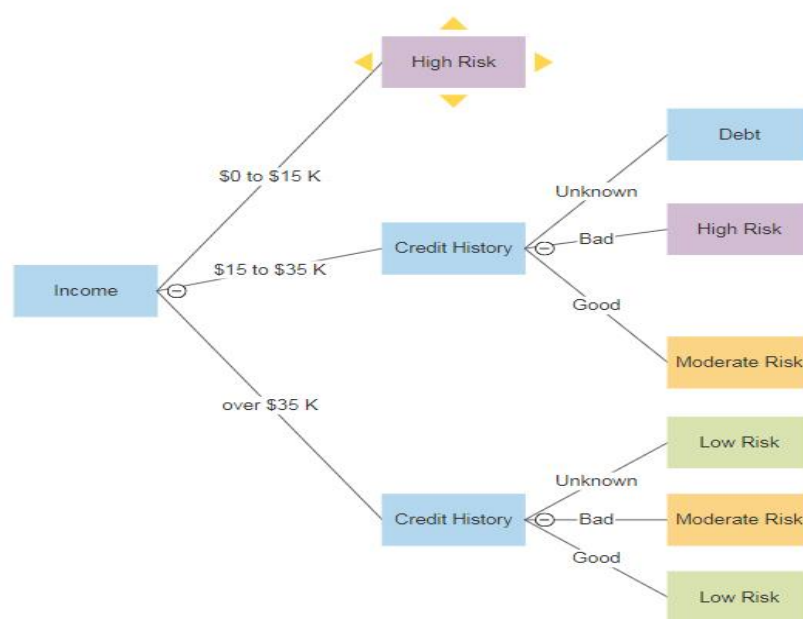 High Risk
Debt
$0 to $15 K
Unknown
High Risk
Bad
Credit History
$15 to $35 K
Income
Good
Moderate Risk
over $35 K
Low Risk
Unknown
Credit History
Bad
Moderate Risk
Good
Low Risk